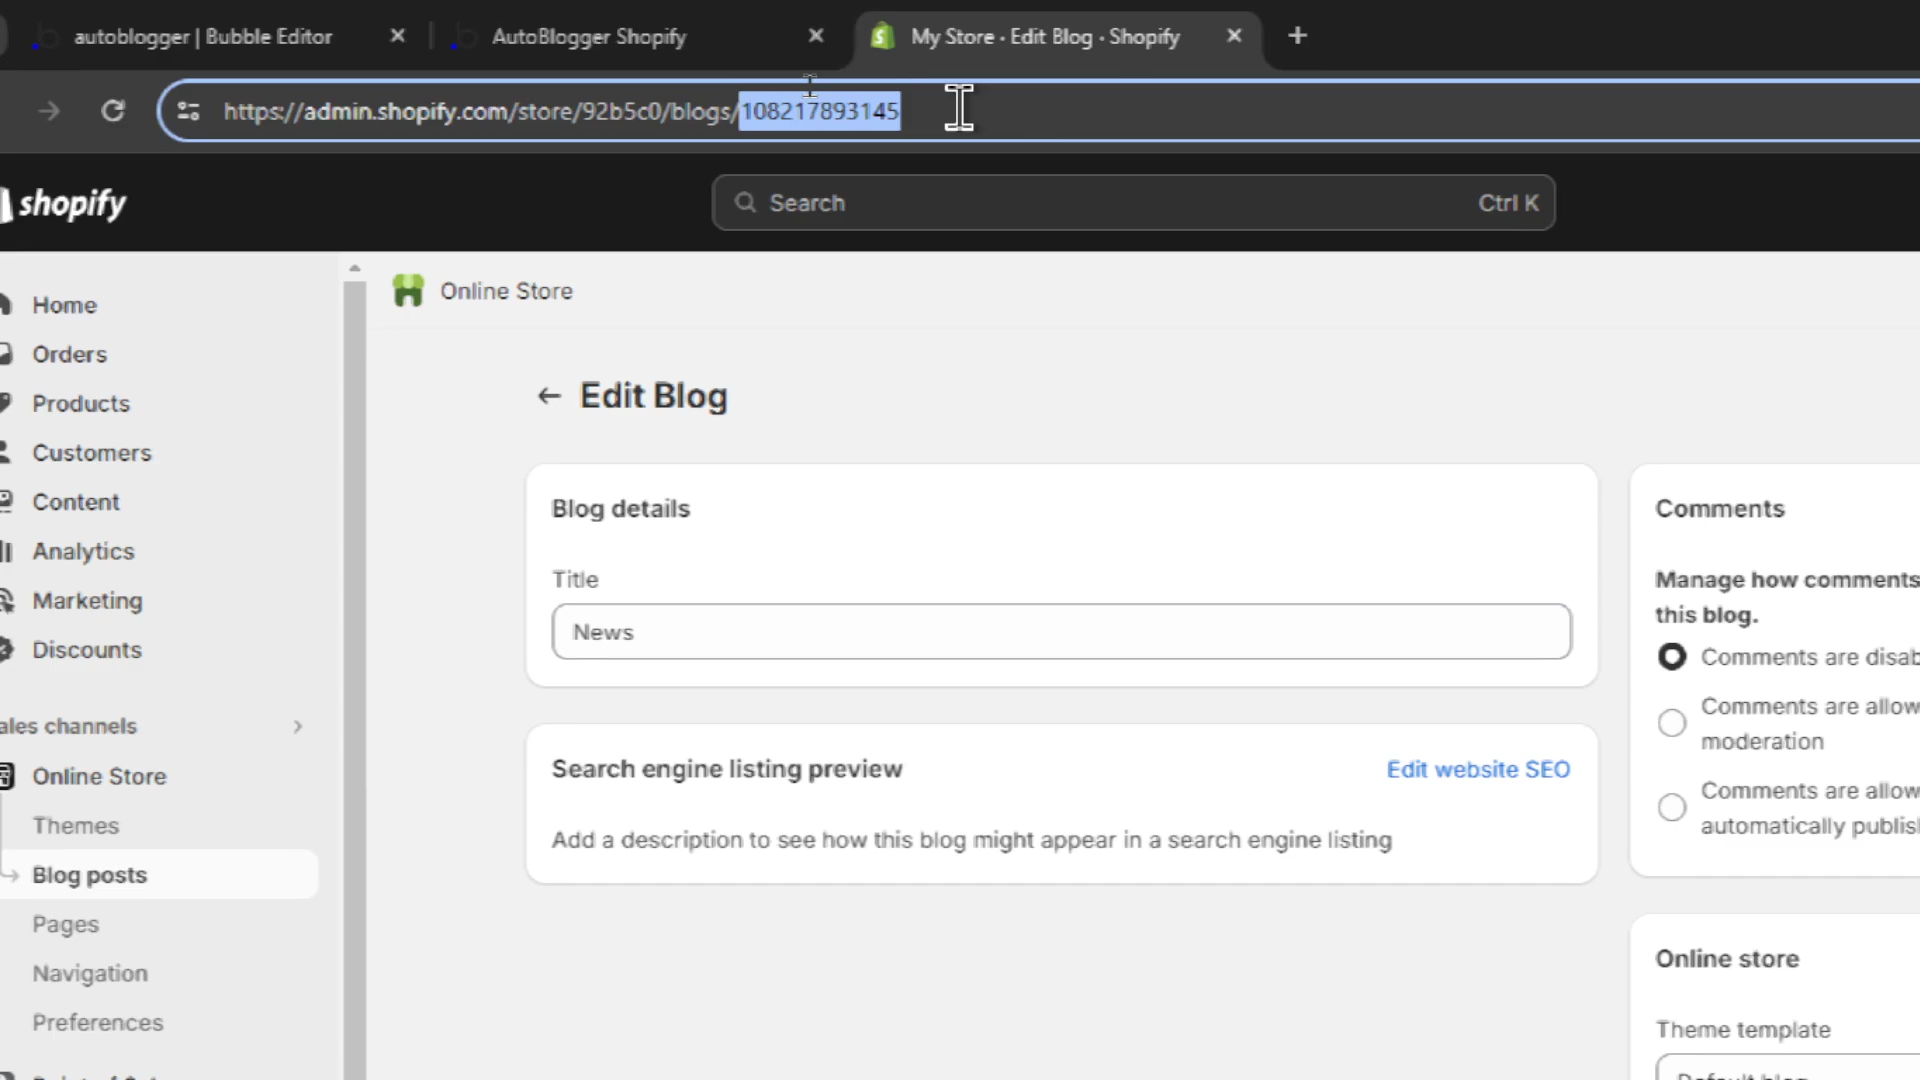 autoblogger | Bubble Editor
AutoBlogger Shopify
My Store · Edit Blog · Shopify
https://admin.shopify.com/store/92b5c0/blogs/108217893145
shopify
Search
Ctrl K
Home
Orders
Products
Customers
Content
Analytics
Marketing
Discounts
ales channels
Online Store
Themes
Blog posts
Pages
Navigation
Preferences
Online Store
Edit Blog
Blog details
Title
News
Search engine listing preview
Edit website SEO
Add a description to see how this blog might appear in a search engine listing
Comments
Manage how comments
this blog.
Comments are disab
Comments are allow
moderation
Comments are allow
automatically publis
Online store
Theme template